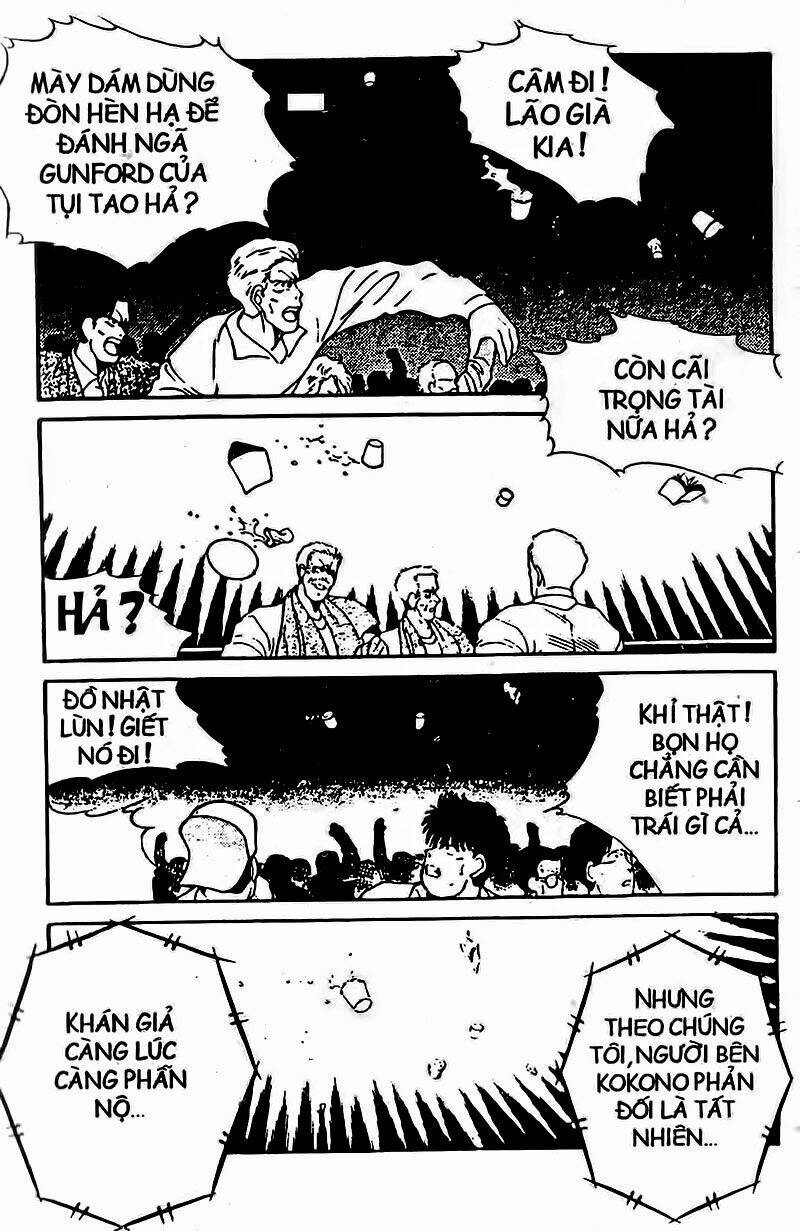 CÂM ĐI!
LÃO GIÀ
KIA!
MÀY DÁM DÙNG
ĐÒN HÈN HẠ ĐỂ
ĐÁNH NGÃ
GUNFORD CỦA
TỤI TAO HẢ?
CÒN CÃI
TRỌNG TÀI
NỮA HẢ?
HẢ?
KHỈ THẬT!
BỌN HỌ
CHẲNG CẦN
BIẾT PHẢI
TRÁI GÌ CẢ...
ĐỒ NHẬT
LÙN! GIẾT
NÓ ĐI!
NHƯNG
THEO CHÚNG
TÔI, NGƯỜI BÊN
KOKONO PHẢN
ĐỐI LÀ TẤT
NHIÊN...
KHÁN GIẢ
CÀNG LÚC
CÀNG PHẪN
NỘ...